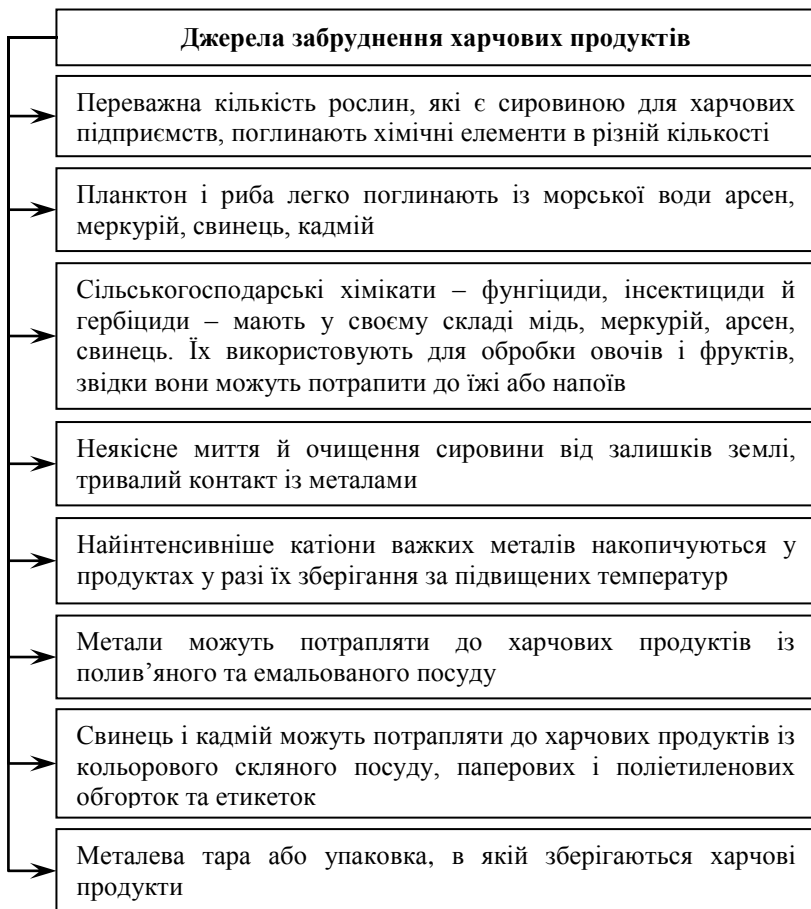 Джерела забруднення харчових продуктів
Переважна кількість рослин, які є сировиною для харчових
підприємств, поглинають хімічні елементи в різній кількості
Планктон і риба легко поглинають із морської води арсен,
меркурій, свинець, кадмій
Сільськогосподарські хімікати – фунгіциди, інсектициди й
гербіциди – мають у своєму складі мідь, меркурій, арсен,
свинець. Їх використовують для обробки овочів і фруктів,
звідки вони можуть потрапити до їжі або напоїв
Неякісне миття й очищення сировини від залишків землі,
тривалий контакт із металами
Найінтенсивніше катіони важких металів накопичуються у
продуктах у разі їх зберігання за підвищених температур
Метали можуть потрапляти до харчових продуктів із
полив’яного та емальованого посуду
Свинець і кадмій можуть потрапляти до харчових продуктів із
кольорового скляного посуду, паперових і поліетиленових
обгорток та етикеток
Металева тара або упаковка, в якій зберігаються харчові
продукти